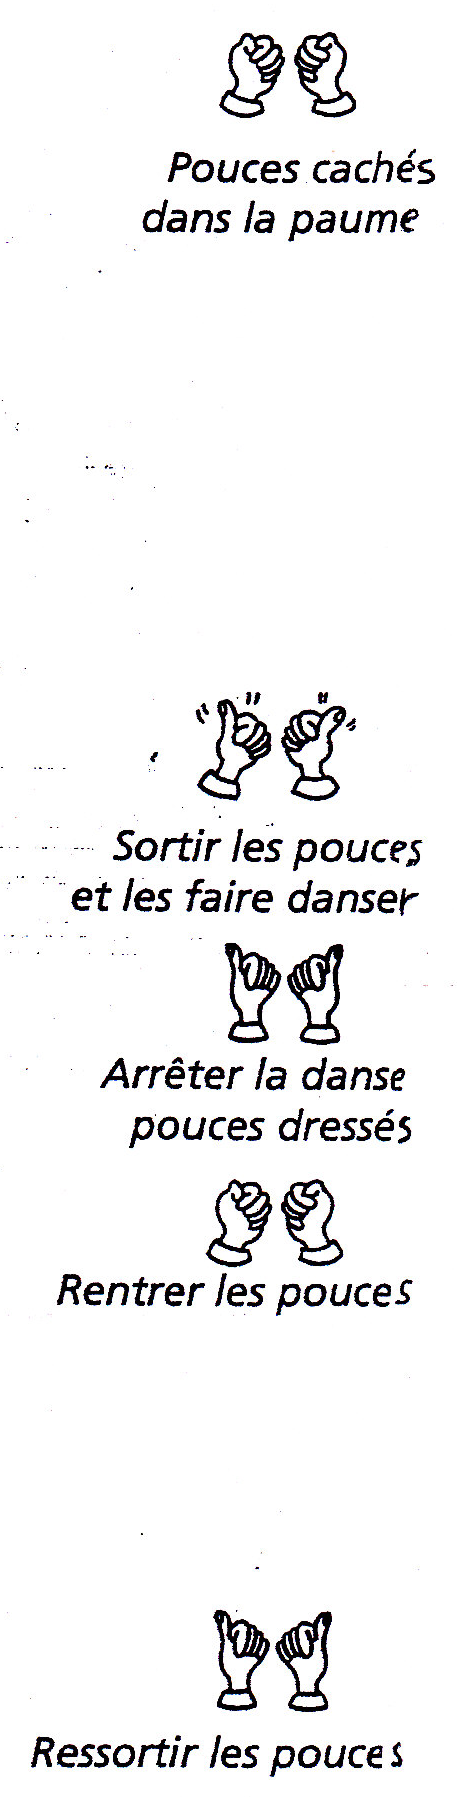 Pouces cachés
dans la paume
Sortir les pouces
et les faire danser
Arrêter la danse
pouces dressés
Rentrer les pouces
Ressortir les pouces